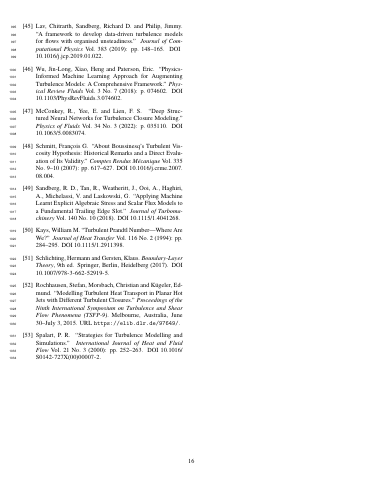 [45] Lav, Chitrarth, Sandberg, Richard D. and Philip, Jimmy.
"A framework to develop data-driven turbulence models
for flows with organised unsteadiness." Journal of Com-
putational Physics Vol. 383 (2019): pp. 148–165. DOI
10.1016/j.jcp.2019.01.022.
[46] Wu, Jin-Long, Xiao, Heng and Paterson, Eric. "Physics-
Informed Machine Learning Approach for Augmenting
Turbulence Models: A Comprehensive Framework." Phys-
ical Review Fluids Vol. 3 No. 7 (2018): p. 074602. DOI
10.1103/PhysRevFluids.3.074602.
[47] McConkey, R., Yee, E. and Lien, F. S. "Deep Struc-
tured Neural Networks for Turbulence Closure Modeling."
Physics of Fluids Vol. 34 No. 3 (2022): p. 035110. DOI
10.1063/5.0083074.
[48] Schmitt, François G. "About Boussinesq's Turbulent Vis-
cosity Hypothesis: Historical Remarks and a Direct Evalu-
ation of Its Validity." Comptes Rendus Mécanique Vol. 335
No. 9–10 (2007): pp. 617–627. DOI 10.1016/j.crme.2007.
08.004.
[49] Sandberg, R. D., Tan, R., Weatheritt, J., Ooi, A., Haghiri,
A., Michelassi, V. and Laskowski, G. "Applying Machine
Learnt Explicit Algebraic Stress and Scalar Flux Models to
a Fundamental Trailing Edge Slot." Journal of Turboma-
chinery Vol. 140 No. 10 (2018). DOI 10.1115/1.4041268.
[50] Kays, William M. "Turbulent Prandtl Number—Where Are
We?" Journal of Heat Transfer Vol. 116 No. 2 (1994): pp.
284–295. DOI 10.1115/1.2911398.
[51] Schlichting, Hermann and Gersten, Klaus. Boundary-Layer
Theory, 9th ed. Springer, Berlin, Heidelberg (2017). DOI
10.1007/978-3-662-52919-5.
[52] Rochhausen, Stefan, Morsbach, Christian and Kügeler, Ed-
mund. "Modelling Turbulent Heat Transport in Planar Hot
Jets with Different Turbulent Closures." Proceedings of the
Ninth International Symposium on Turbulence and Shear
Flow Phenomena (TSFP-9). Melbourne, Australia, June
30–July 3, 2015. URL https://elib.dlr.de/97649/.
[53] Spalart, P. R. "Strategies for Turbulence Modelling and
Simulations." International Journal of Heat and Fluid
Flow Vol. 21 No. 3 (2000): pp. 252–263. DOI 10.1016/
S0142-727X(00)00007-2.
16